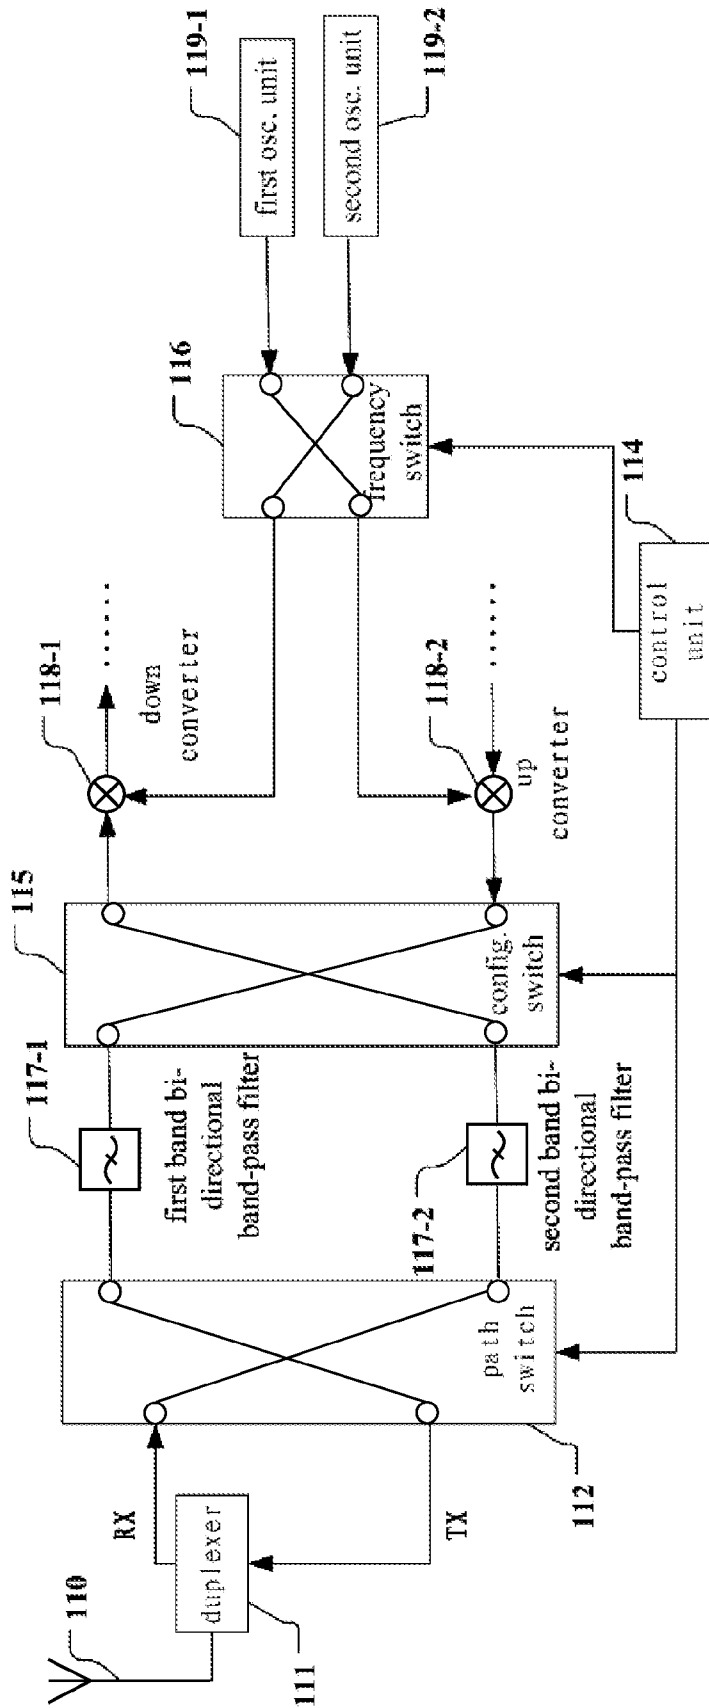 110
duplexer
111
RX
TX
path
switch
112
117-1
first band bi-
directional
band-pass filter
117-2
second band bi-
directional
band-pass filter
115
config.
switch
118-1
down
converter
118-2
up
converter
116
frequency
switch
114
control
unit
119-1
first osc. unit
second osc. unit
119-2